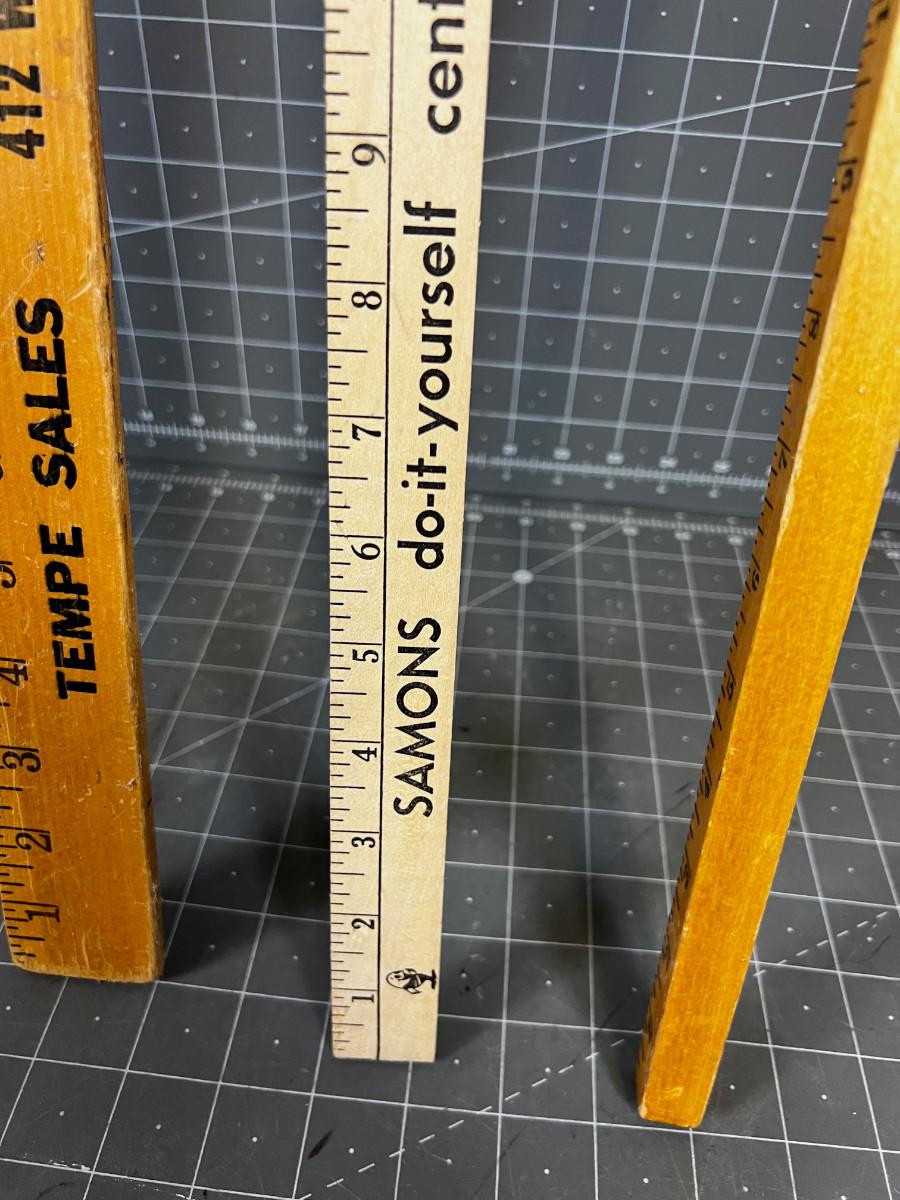 TEMPE SALES 412 W
1 2 3 4 5
SAMONS do-it-yourself cent
1 2 3 4 5 6 7 8 9